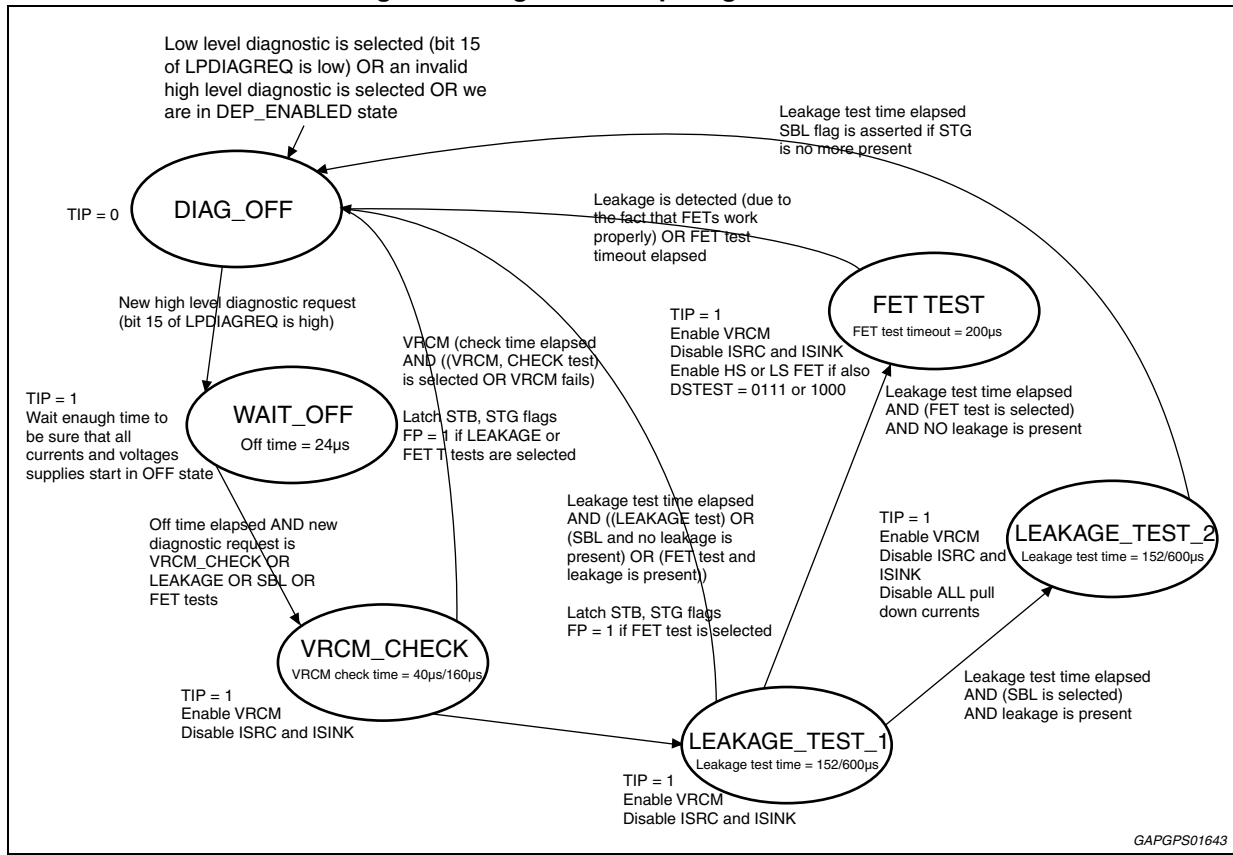 Low level diagnostic is selected (bit 15
of LPDIAGREQ is low) OR an invalid
high level diagnostic is selected OR we
are in DEP_ENABLED state
Leakage test time elapsed
SBL flag is asserted if STG
is no more present
TIP = 0
DIAG_OFF
Leakage is detected (due to
the fact that FETs work
properly) OR FET test
timeout elapsed
New high level diagnostic request
(bit 15 of LPDIAGREQ is high)
TIP = 1
Enable VRCM
Disable ISRC and ISINK
Enable HS or LS FET if also
DSTEST = 0111 or 1000
FET TEST
FET test timeout = 200µs
VRCM (check time elapsed
AND ((VRCM, CHECK test)
is selected OR VRCM fails)
Latch STB, STG flags
FP = 1 if LEAKAGE or
FET T tests are selected
TIP = 1
Wait enaugh time to
be sure that all
currents and voltages
supplies start in OFF state
WAIT_OFF
Off time = 24µs
Leakage test time elapsed
AND (FET test is selected)
AND NO leakage is present
Off time elapsed AND new
diagnostic request is
VRCM_CHECK OR
LEAKAGE OR SBL OR
FET tests
Leakage test time elapsed
AND ((LEAKAGE test) OR
(SBL and no leakage is
present) OR (FET test and
leakage is present))
Latch STB, STG flags
FP = 1 if FET test is selected
TIP = 1
Enable VRCM
Disable ISRC and
ISINK
Disable ALL pull
down currents
LEAKAGE_TEST_2
Leakage test time = 152/600µs
VRCM_CHECK
VRCM check time = 40µs/160µs
TIP = 1
Enable VRCM
Disable ISRC and ISINK
Leakage test time elapsed
AND (SBL is selected)
AND leakage is present
LEAKAGE_TEST_1
Leakage test time = 152/600µs
TIP = 1
Enable VRCM
Disable ISRC and ISINK
GAPGPS01643